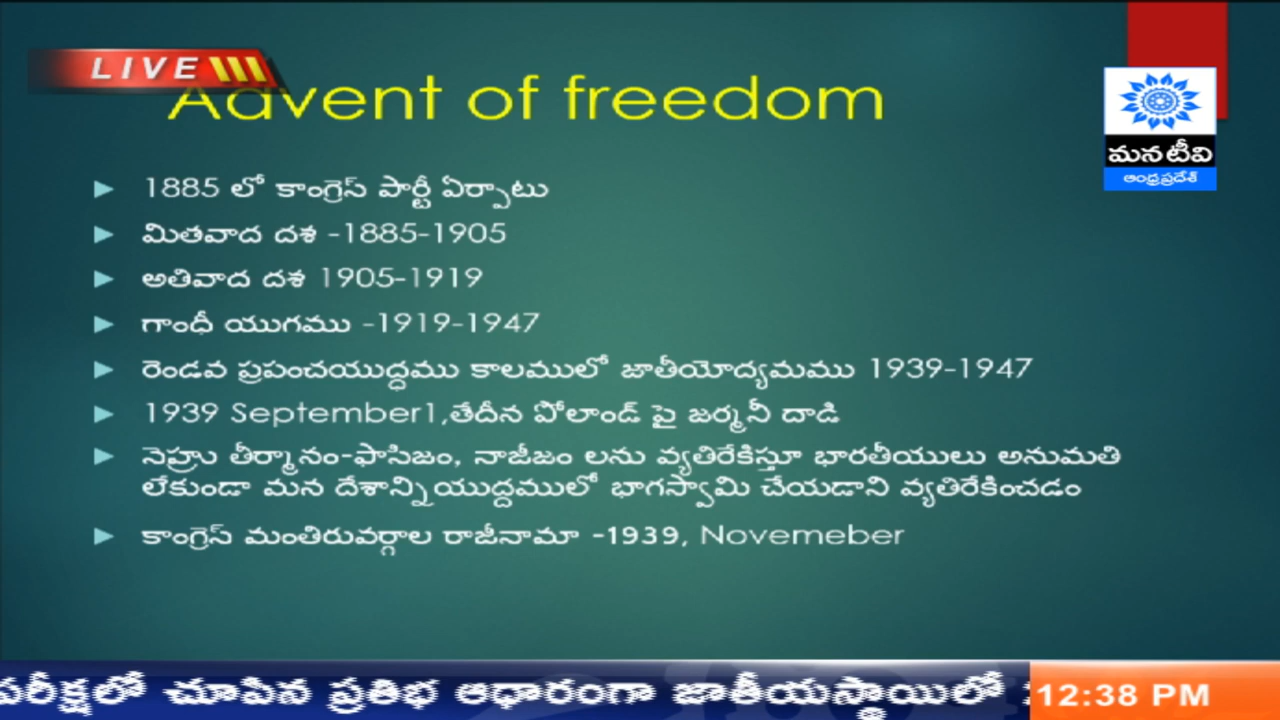 LIVE
Advent of freedom
మన టీవి
ఆంధ్రప్రదేశ్
1885 లో కాంగ్రెస్ పార్టీ ఏర్పాటు
మితవాద దశ -1885-1905
అతివాద దశ 1905-1919
గాంధీ యుగము -1919-1947
రెండవ ప్రపంచయుద్ధము కాలములో జాతీయోద్యమము 1939-1947
1939 September1,తేదీన పోలాండ్ పై జర్మనీ దాడి
నెహ్రు తీర్మానం-ఫాసిజం, నాజీజం లను వ్యతిరేకిస్తూ భారతీయులు అనుమతి
లేకుండా మన దేశాన్నియుద్దములో భాగస్వామి చేయడాని వ్యతిరేకించడం
కాంగ్రెస్ మంతిరువర్గాల రాజీనామా -1939, Novemeber
పరీక్షలో చూపిన ప్రతిభ ఆధారంగా జాతీయస్థాయిలో
12:38 PM